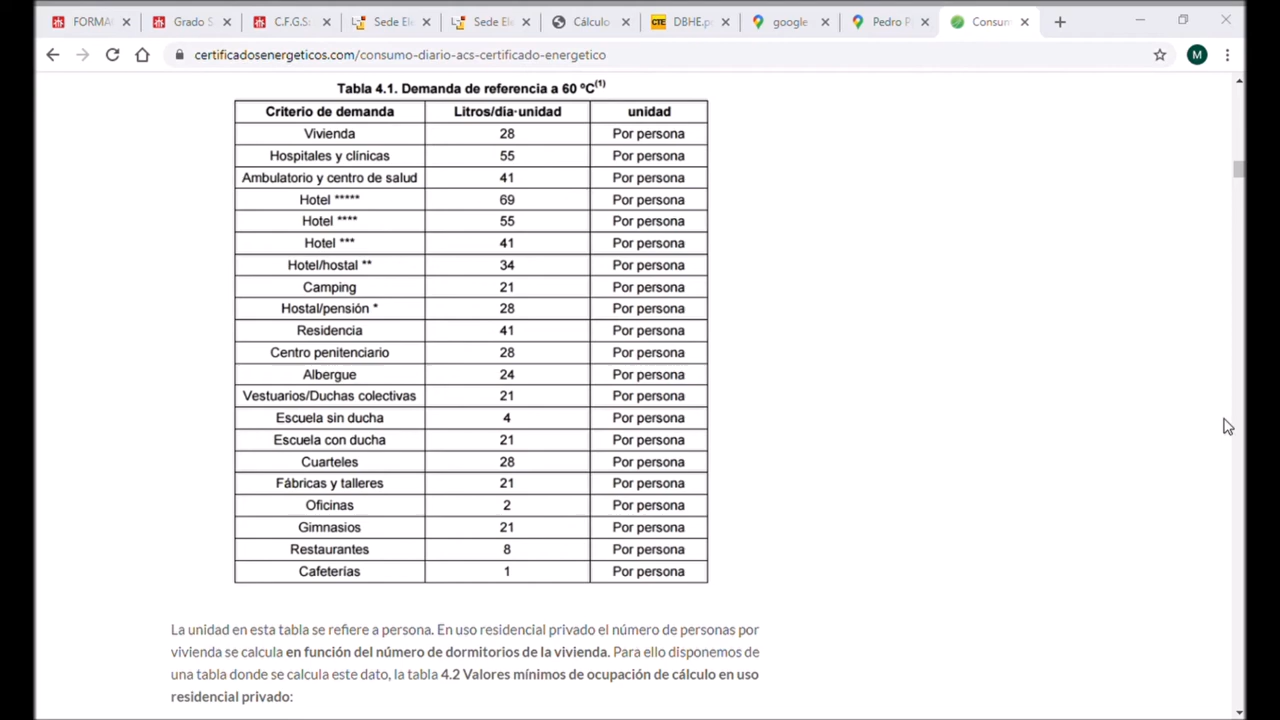 FORMA
Grado S
C.F.G.S.
Sede Ele
Sede Ele
Cálculo
CTE DBHE.p
google
Pedro P
Consum
certificadosenergeticos.com/consumo-diario-acs-certificado-energetico
M
Tabla 4.1. Demanda de referencia a 60 ºC(1)
Criterio de demanda Litros/día·unidad unidad
Vivienda 28 Por persona
Hospitales y clínicas 55 Por persona
Ambulatorio y centro de salud 41 Por persona
Hotel ***** 69 Por persona
Hotel **** 55 Por persona
Hotel *** 41 Por persona
Hotel/hostal ** 34 Por persona
Camping 21 Por persona
Hostal/pensión * 28 Por persona
Residencia 41 Por persona
Centro penitenciario 28 Por persona
Albergue 24 Por persona
Vestuarios/Duchas colectivas 21 Por persona
Escuela sin ducha 4 Por persona
Escuela con ducha 21 Por persona
Cuarteles 28 Por persona
Fábricas y talleres 21 Por persona
Oficinas 2 Por persona
Gimnasios 21 Por persona
Restaurantes 8 Por persona
Cafeterías 1 Por persona
La unidad en esta tabla se refiere a persona. En uso residencial privado el número de personas por
vivienda se calcula en función del número de dormitorios de la vivienda. Para ello disponemos de
una tabla donde se calcula este dato, la tabla 4.2 Valores mínimos de ocupación de cálculo en uso
residencial privado: